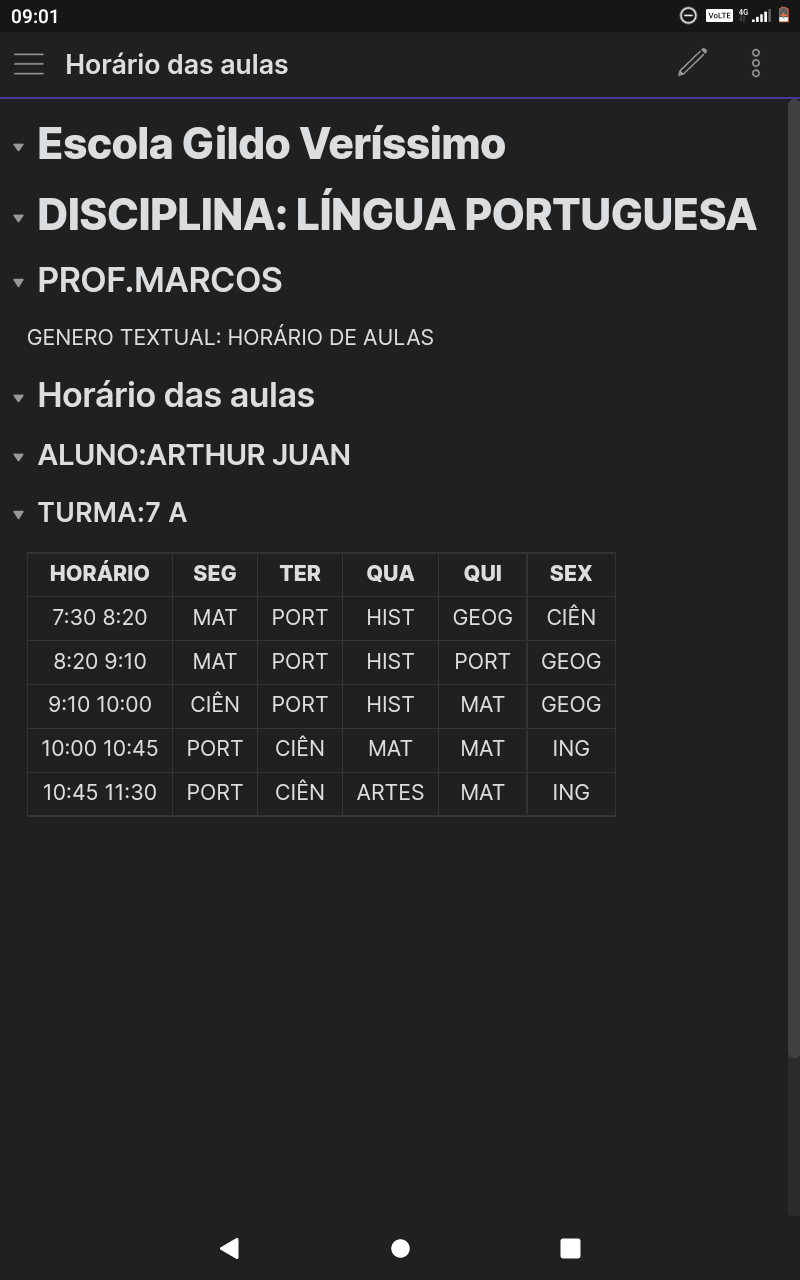 09:01
VoLTE 4G
Horário das aulas
Escola Gildo Veríssimo
DISCIPLINA: LÍNGUA PORTUGUESA
PROF.MARCOS
GENERO TEXTUAL: HORÁRIO DE AULAS
Horário das aulas
ALUNO:ARTHUR JUAN
TURMA:7 A
HORÁRIO SEG TER QUA QUI SEX
7:30 8:20 MAT PORT HIST GEOG CIÊN
8:20 9:10 MAT PORT HIST PORT GEOG
9:10 10:00 CIÊN PORT HIST MAT GEOG
10:00 10:45 PORT CIÊN MAT MAT ING
10:45 11:30 PORT CIÊN ARTES MAT ING